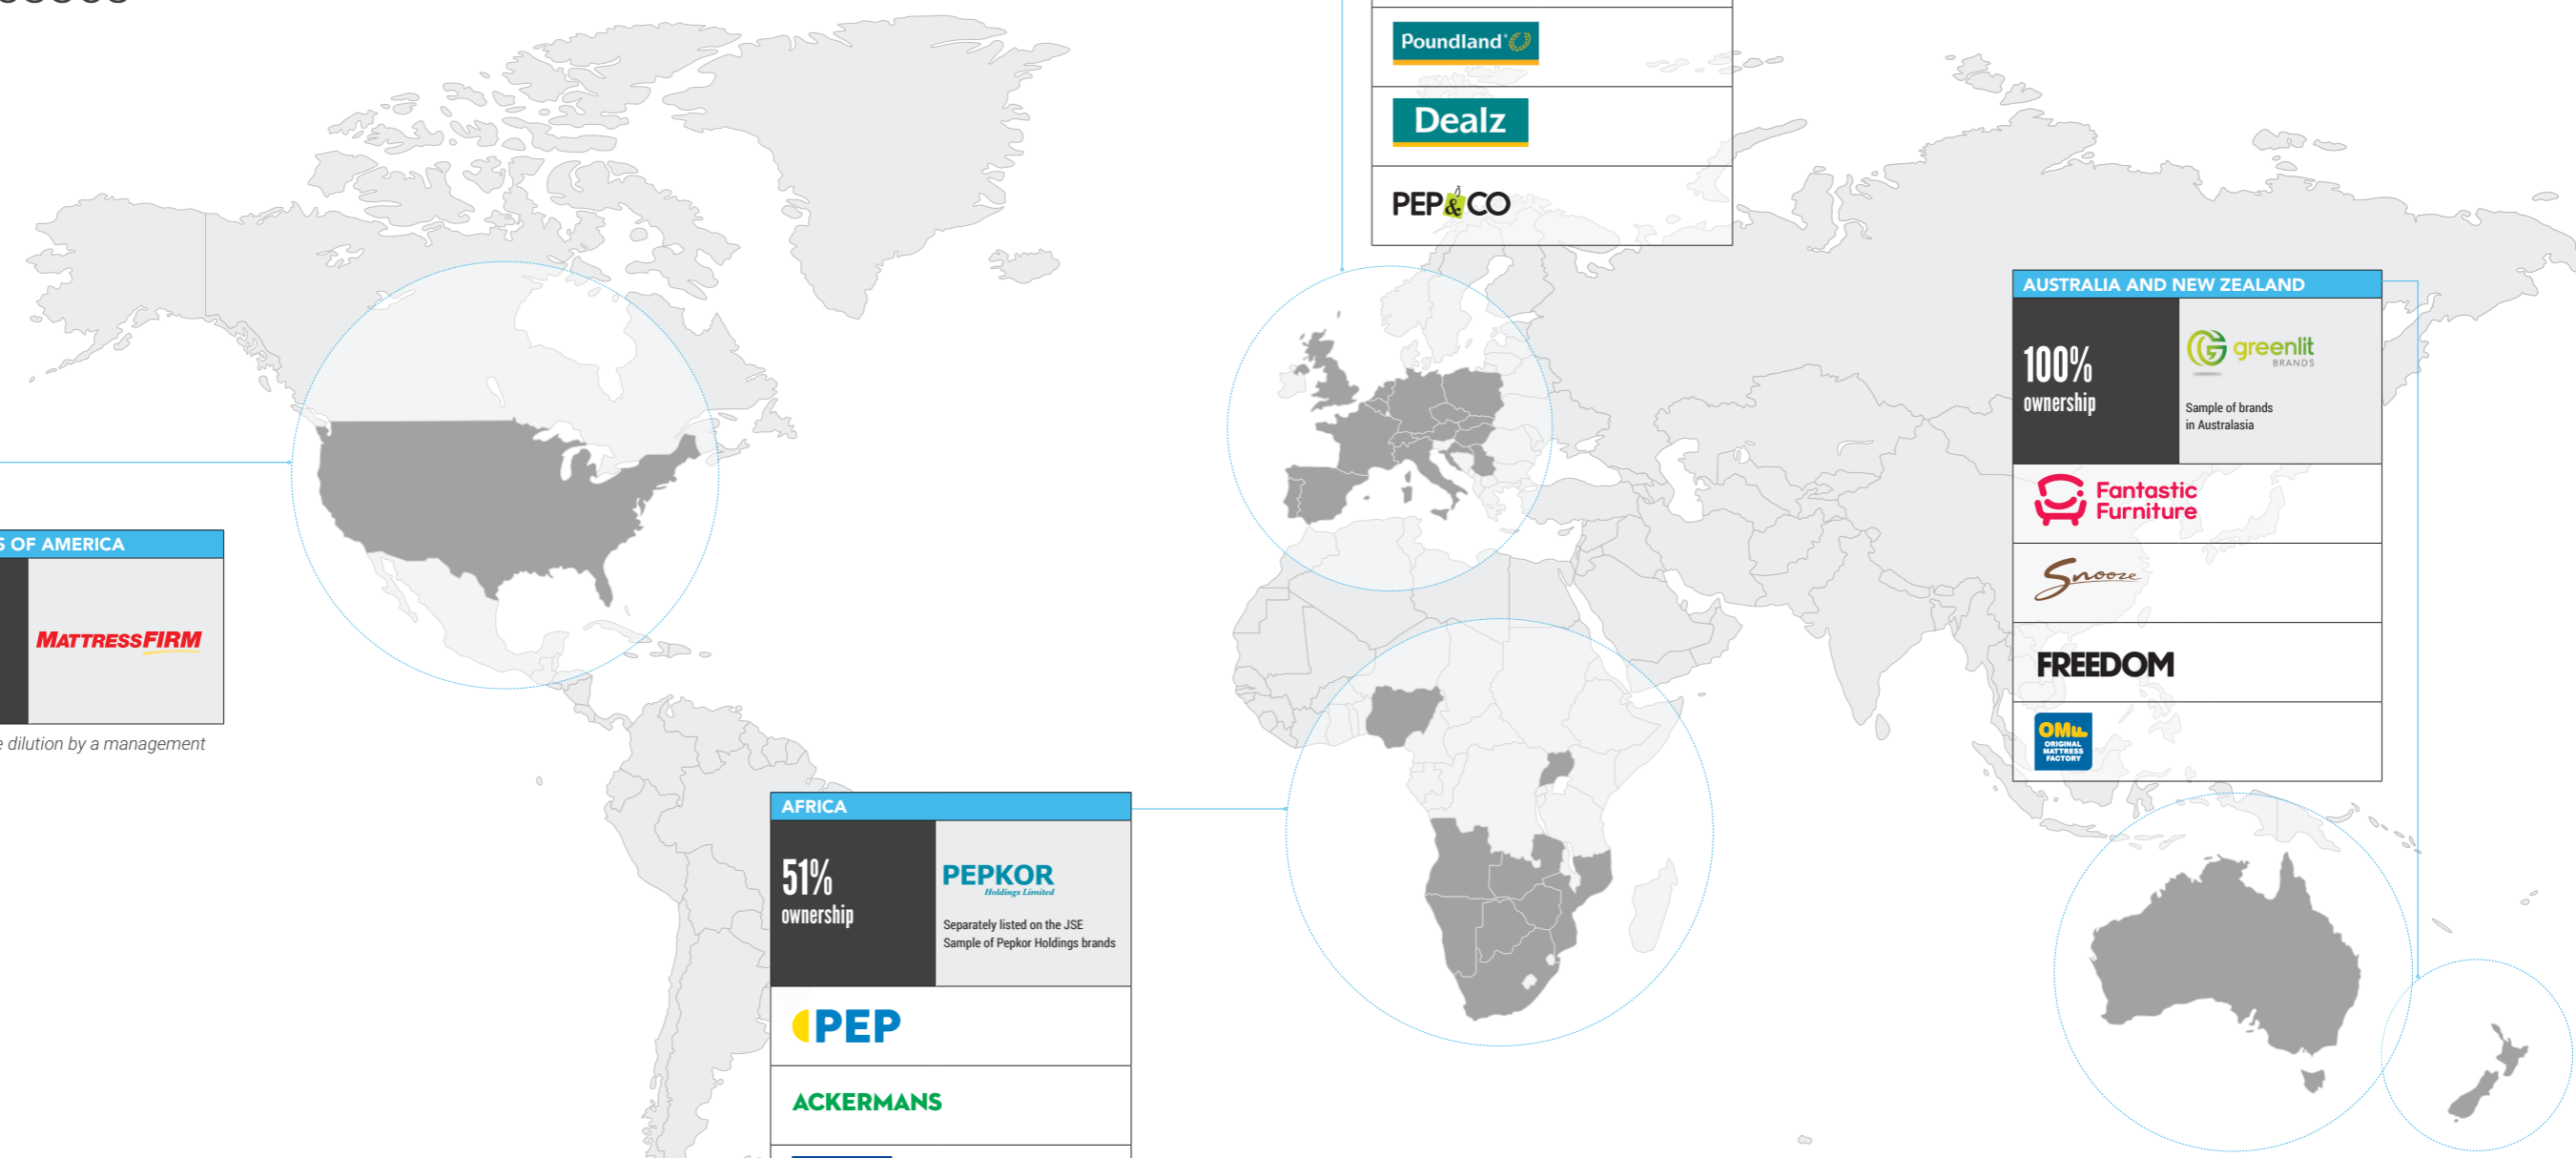 Poundland
Dealz
PEP&CO
AUSTRALIA AND NEW ZEALAND
100%
ownership
greenlit
BRANDS
Sample of brands
in Australasia
Fantastic
Furniture
Snooze
FREEDOM
OMF
ORIGINAL
MATTRESS
FACTORY
OF AMERICA
MATTRESSFIRM
dilution by a management
AFRICA
51%
ownership
PEPKOR
Holdings Limited
Separately listed on the JSE
Sample of Pepkor Holdings brands
PEP
ACKERMANS